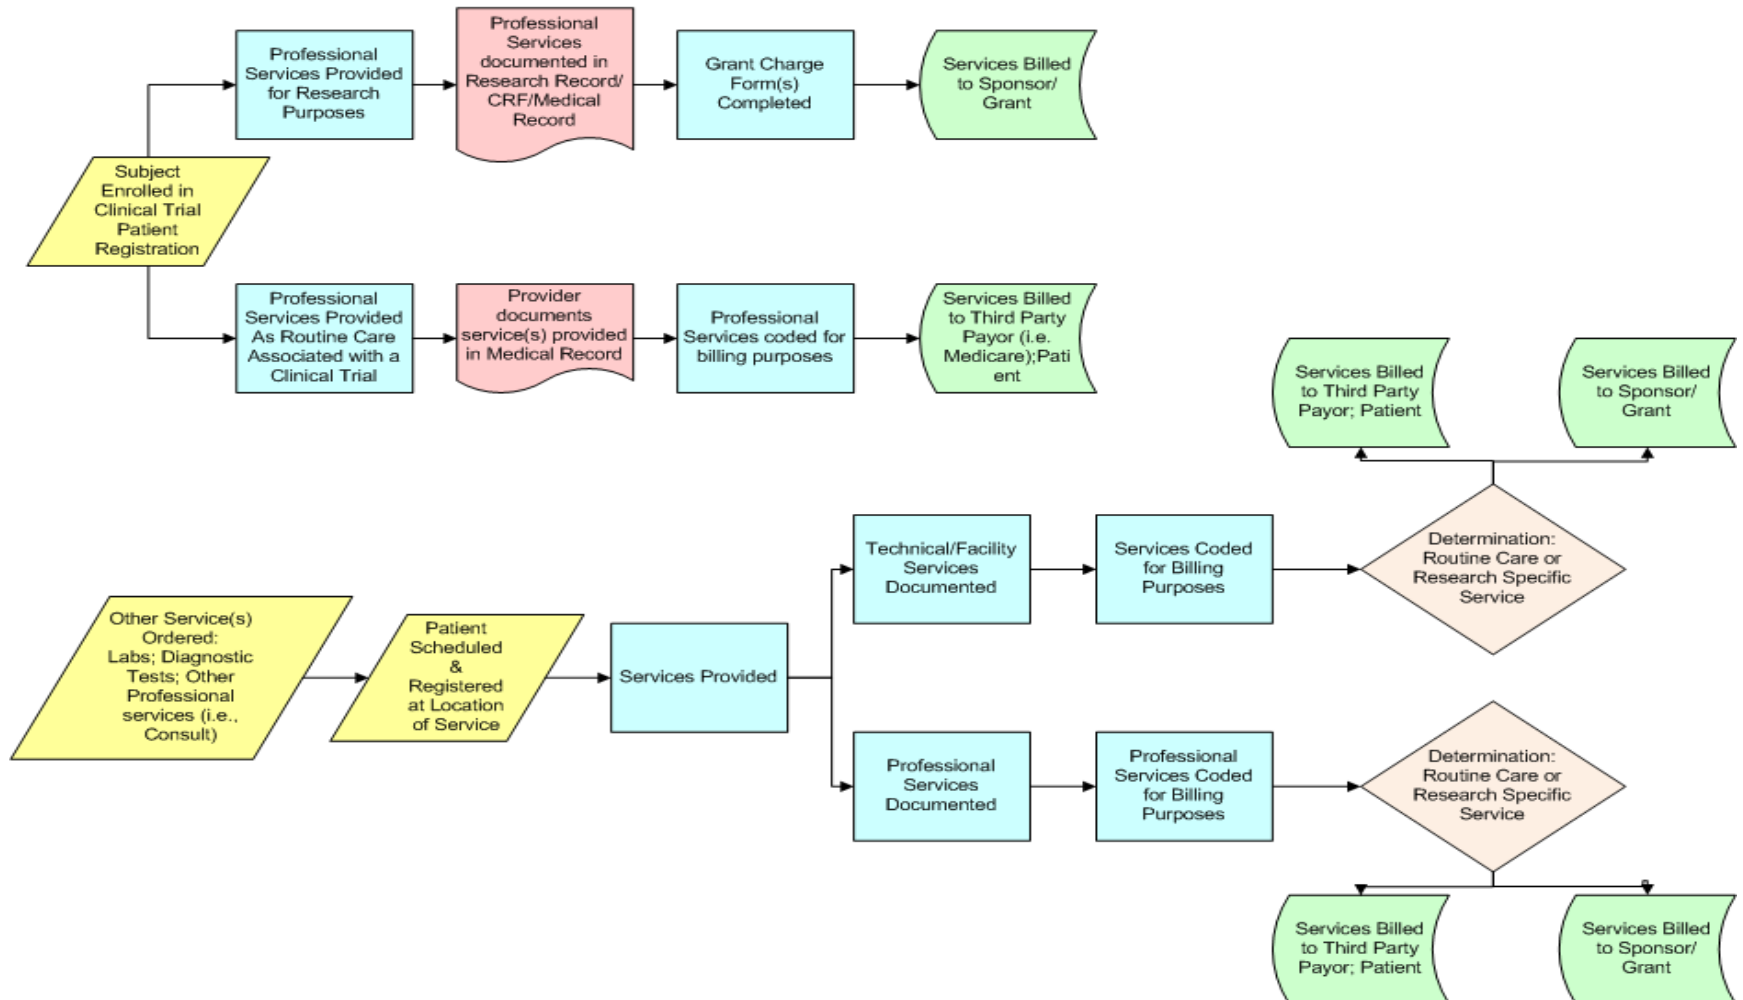 Professional
Services Provided
for Research
Purposes
Professional
Services
documented in
Research Record/
CRF/Medical
Record
Grant Charge
Form(s)
Completed
Services Billed
to Sponsor/
Grant
Subject
Enrolled in
Clinical Trial
Patient
Registration
Professional
Services Provided
As Routine Care
Associated with a
Clinical Trial
Provider
documents
service(s) provided
in Medical Record
Professional
Services coded for
billing purposes
Services Billed
to Third Party
Payor (i.e.
Medicare);Pati
ent
Services Billed
to Third Party
Payor; Patient
Services Billed
to Sponsor/
Grant
Other Service(s)
Ordered:
Labs; Diagnostic
Tests; Other
Professional
services (i.e.,
Consult)
Patient
Scheduled
&
Registered
at Location
of Service
Services Provided
Technical/Facility
Services
Documented
Services Coded
for Billing
Purposes
Determination:
Routine Care or
Research Specific
Service
Professional
Services
Documented
Professional
Services Coded
for Billing
Purposes
Determination:
Routine Care or
Research Specific
Service
Services Billed
to Third Party
Payor; Patient
Services Billed
to Sponsor/
Grant